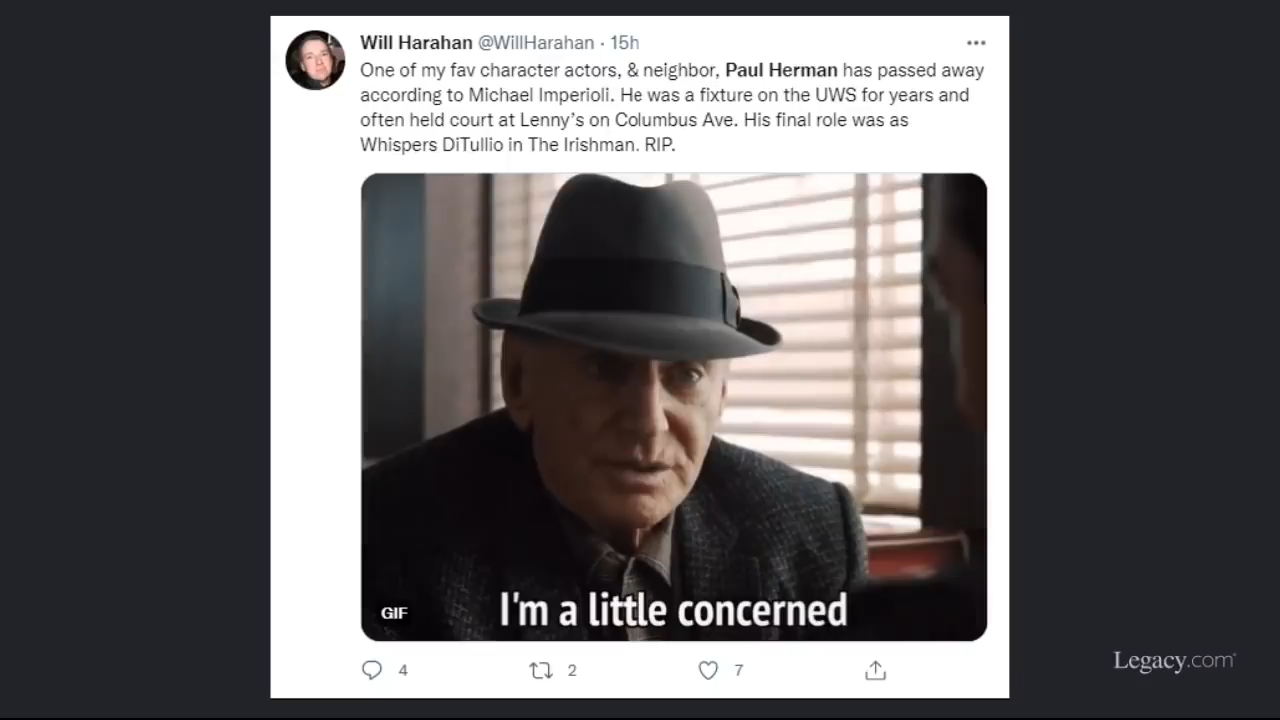 Will Harahan @WillHarahan · 15h
One of my fav character actors, & neighbor, Paul Herman has passed away
according to Michael Imperioli. He was a fixture on the UWS for years and
often held court at Lenny's on Columbus Ave. His final role was as
Whispers DiTullio in The Irishman. RIP.
GIF
I'm a little concerned
4 2 7
Legacy.com